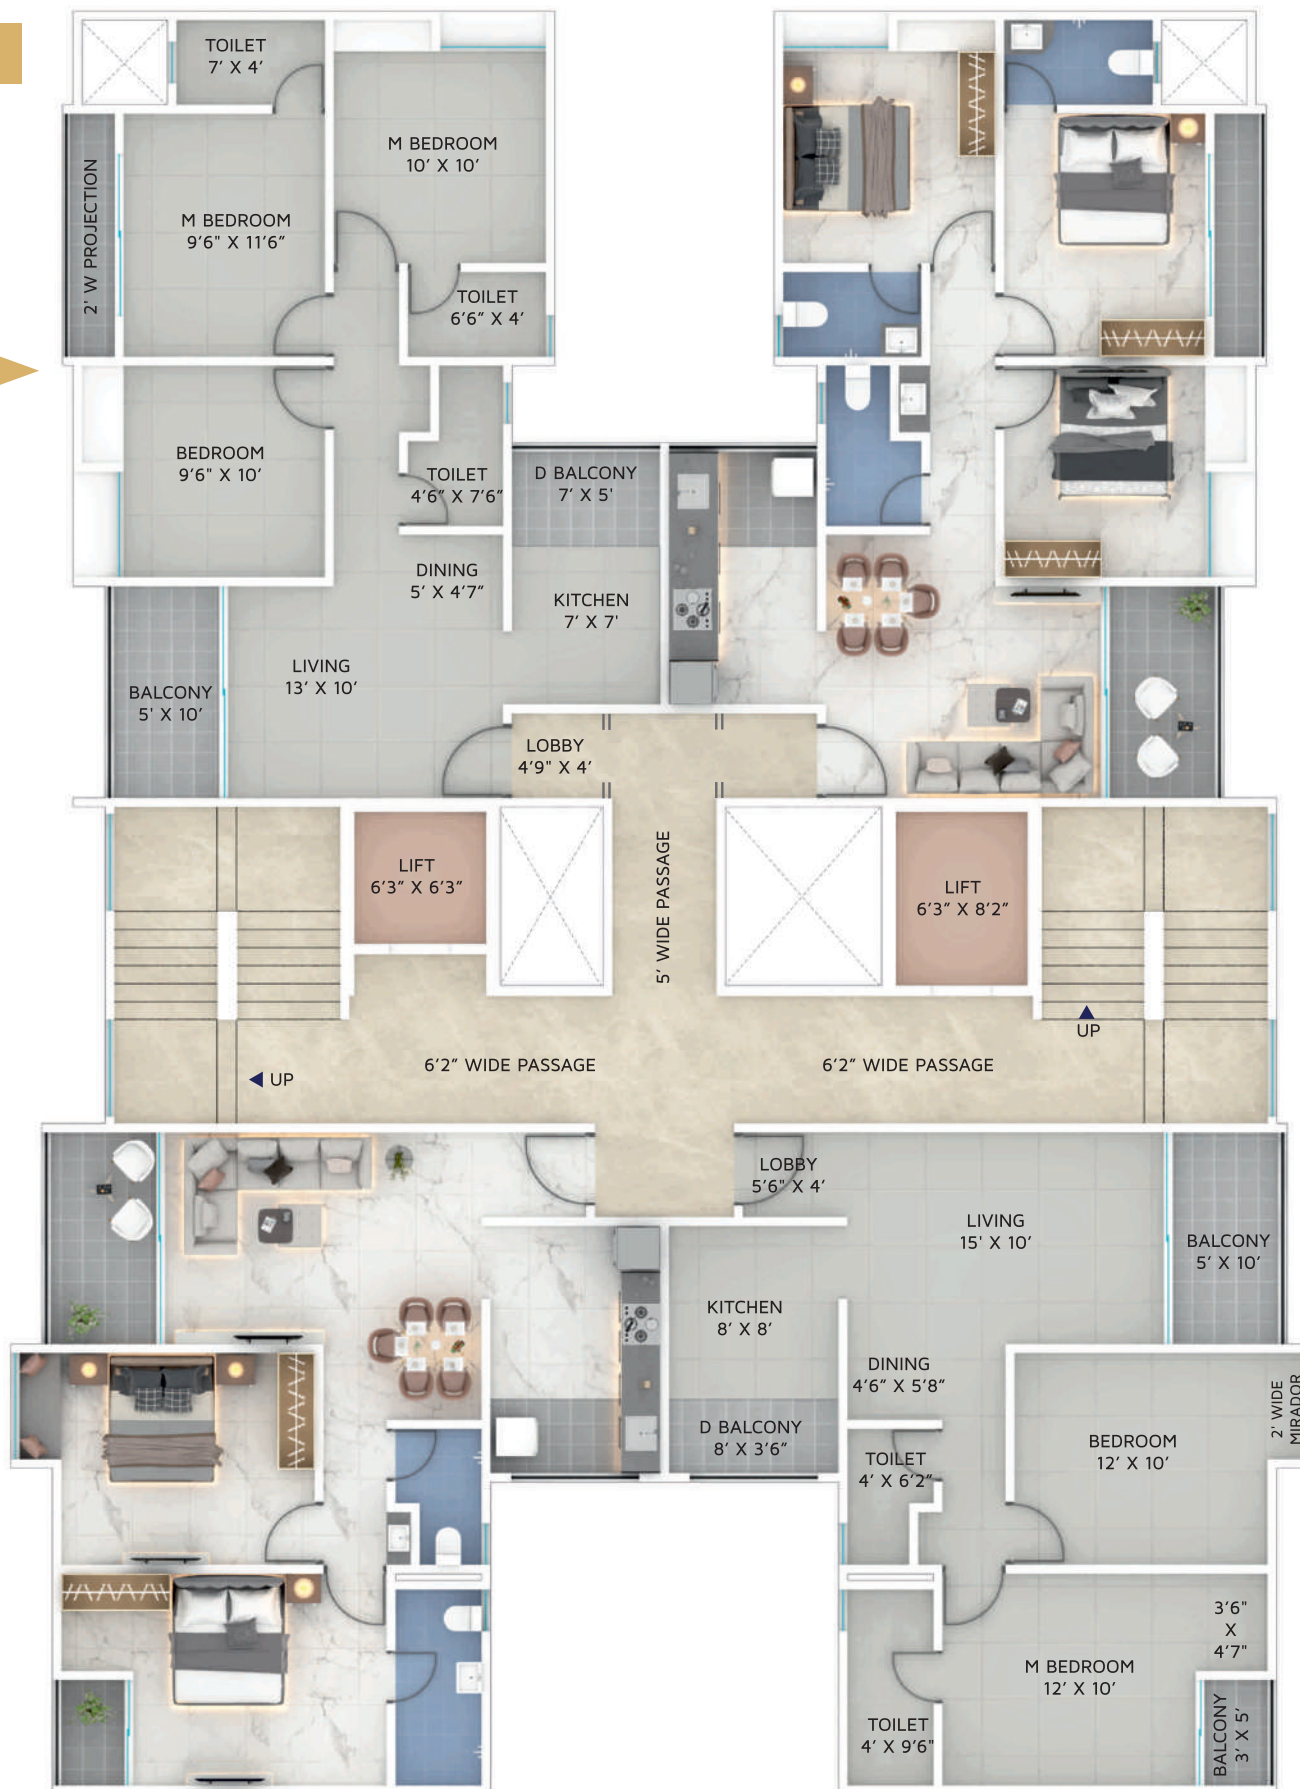 TOILET
7' X 4'
M BEDROOM
10' X 10'
2' W PROJECTION
M BEDROOM
9'6" X 11'6"
TOILET
6'6" X 4'
BEDROOM
9'6" X 10'
TOILET
4'6" X 7'6"
D BALCONY
7' X 5'
DINING
5' X 4'7"
KITCHEN
7' X 7'
LIVING
13' X 10'
BALCONY
5' X 10'
LOBBY
4'9" X 4'
LIFT
6'3" X 6'3"
5' WIDE PASSAGE
LIFT
6'3" X 8'2"
UP
6'2" WIDE PASSAGE
6'2" WIDE PASSAGE
UP
LOBBY
5'6" X 4'
LIVING
15' X 10'
BALCONY
5' X 10'
KITCHEN
8' X 8'
DINING
4'6" X 5'8"
2' WIDE
MIRADOR
D BALCONY
8' X 3'6"
BEDROOM
12' X 10'
TOILET
4' X 6'2"
3'6"
X
4'7"
M BEDROOM
12' X 10'
TOILET
4' X 9'6"
BALCONY
3' X 5'